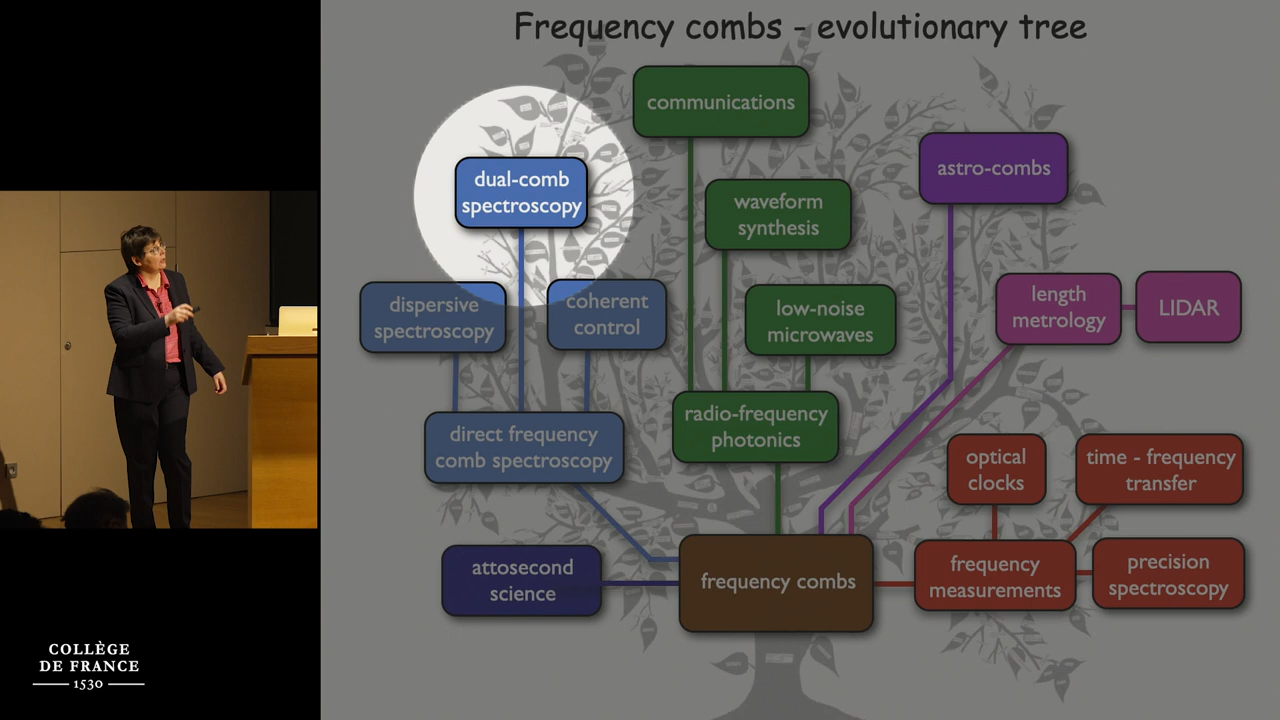 Frequency combs - evolutionary tree
communications
dual-comb
spectroscopy
astro-combs
waveform
synthesis
dispersive
spectroscopy
coherent
control
low-noise
microwaves
length
metrology
LIDAR
radio-frequency
photonics
direct frequency
comb spectroscopy
optical
clocks
time - frequency
transfer
attosecond
science
frequency combs
frequency
measurements
precision
spectroscopy
COLLÈGE
DE FRANCE
1530